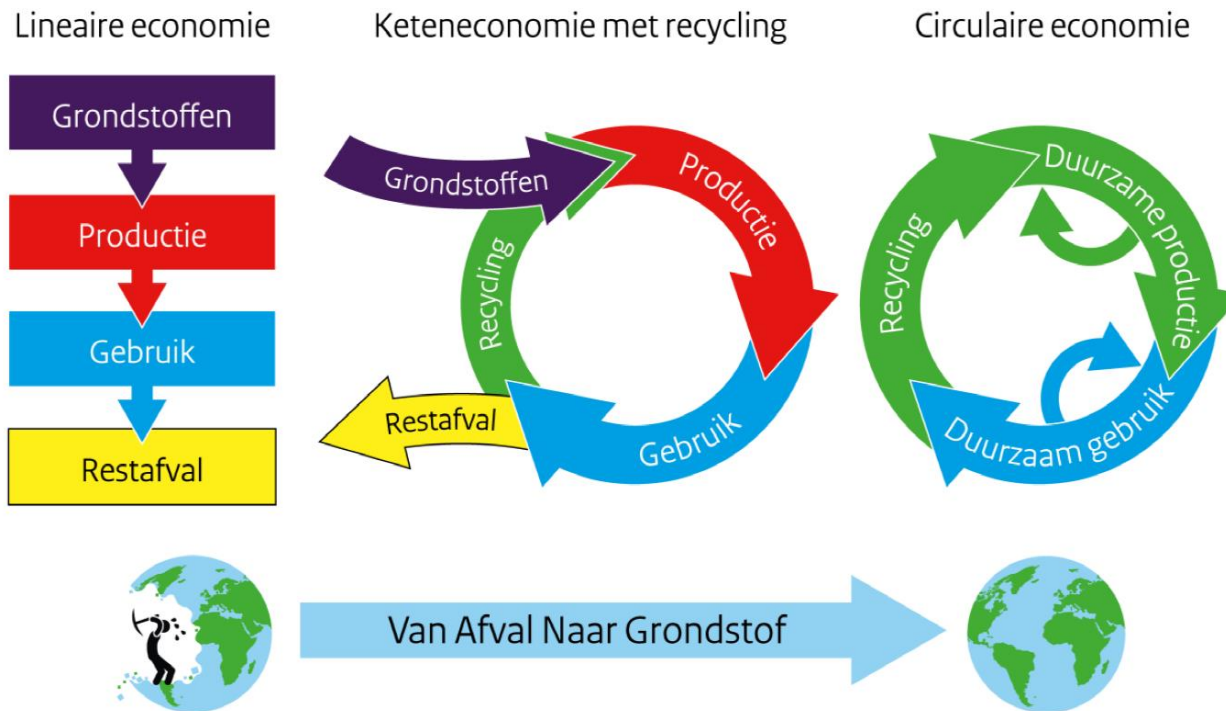 Lineaire economie
Grondstoffen
Productie
Gebruik
Restafval
Keteneconomie met recycling
Grondstoffen
Productie
Gebruik
Restafval
Recycling
Circulaire economie
Duurzame productie
Duurzaam gebruik
Recycling
Van Afval Naar Grondstof